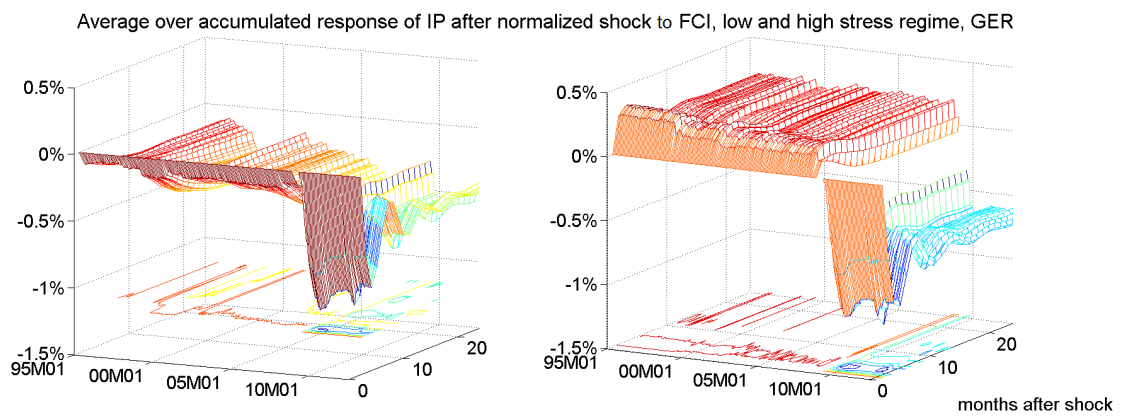 Average over accumulated response of IP after normalized shock to FCI, low and high stress regime, GER
0.5%
0%
-0.5%
-1%
-1.5%
95M01
00M01
05M01
10M01
0
10
20
0.5%
0%
-0.5%
-1%
-1.5%
95M01
00M01
05M01
10M01
0
10
20
months after shock